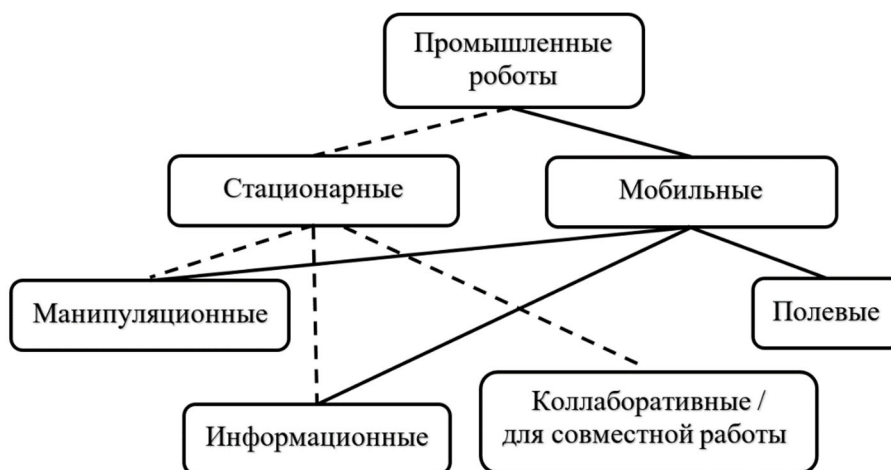 Промышленные
роботы
Стационарные
Мобильные
Манипуляционные
Полевые
Информационные
Коллаборативные /
для совместной работы